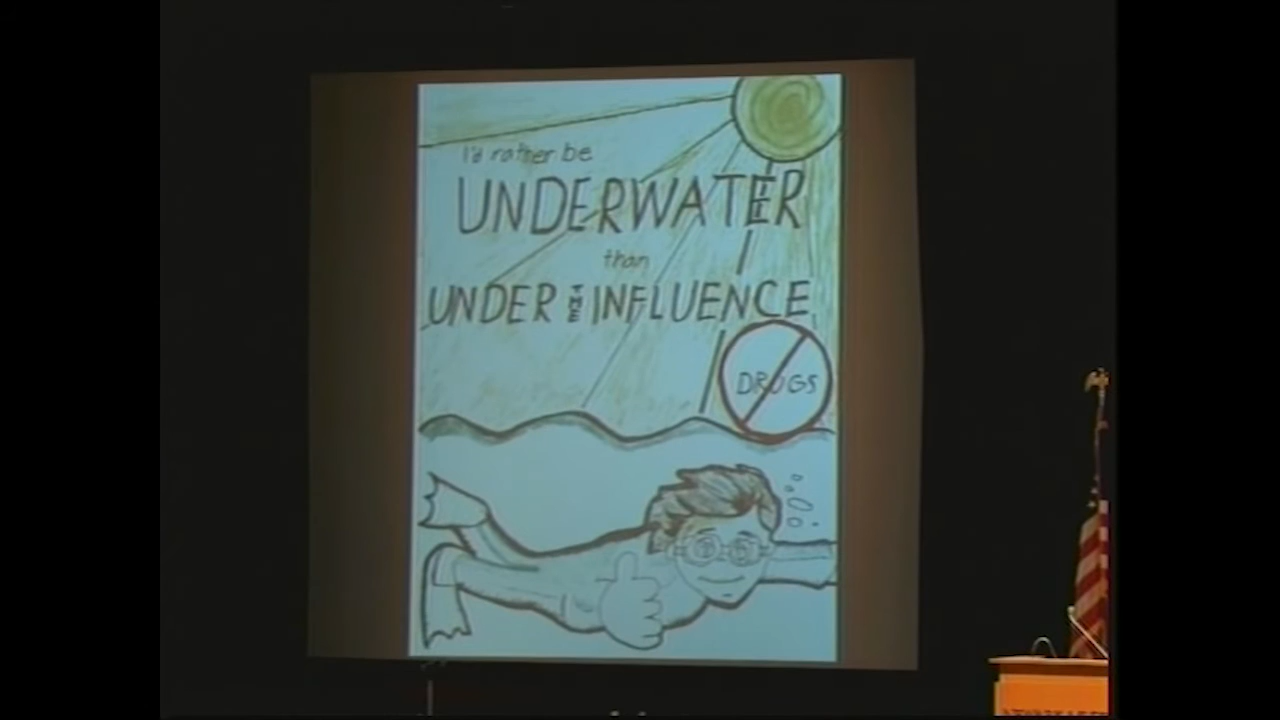 I'd rather be
UNDERWATER
than
UNDER THE INFLUENCE
DRUGS